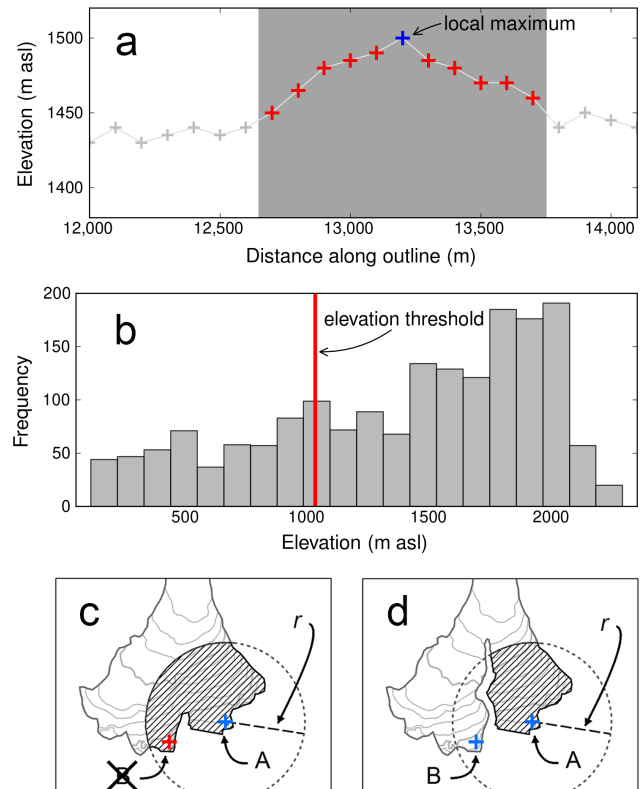 a
local maximum
1500
1450
1400
Elevation (m asl)
12,000 12,500 13,000 13,500 14,000
Distance along outline (m)
b
elevation threshold
200
150
100
50
0
Frequency
500 1000 1500 2000
Elevation (m asl)
c
r
A
B
d
r
B
A